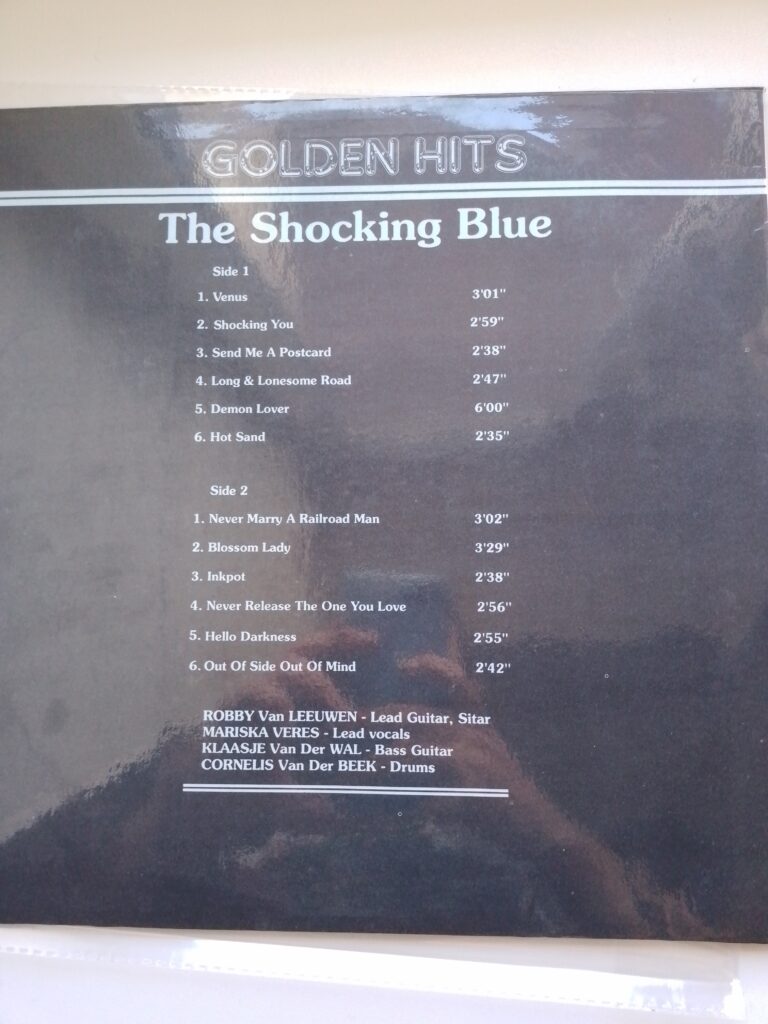 GOLDEN HITS
The Shocking Blue
Side 1
1. Venus 3'01"
2. Shocking You 2'59"
3. Send Me A Postcard 2'38"
4. Long & Lonesome Road 2'47"
5. Demon Lover 6'00"
6. Hot Sand 2'35"
Side 2
1. Never Marry A Railroad Man 3'02"
2. Blossom Lady 3'29"
3. Inkpot 2'38"
4. Never Release The One You Love 2'56"
5. Hello Darkness 2'55"
6. Out Of Side Out Of Mind 2'42"
ROBBY Van LEEUWEN - Lead Guitar, Sitar
MARISKA VERES - Lead vocals
KLAASJE Van Der WAL - Bass Guitar
CORNELIS Van Der BEEK - Drums